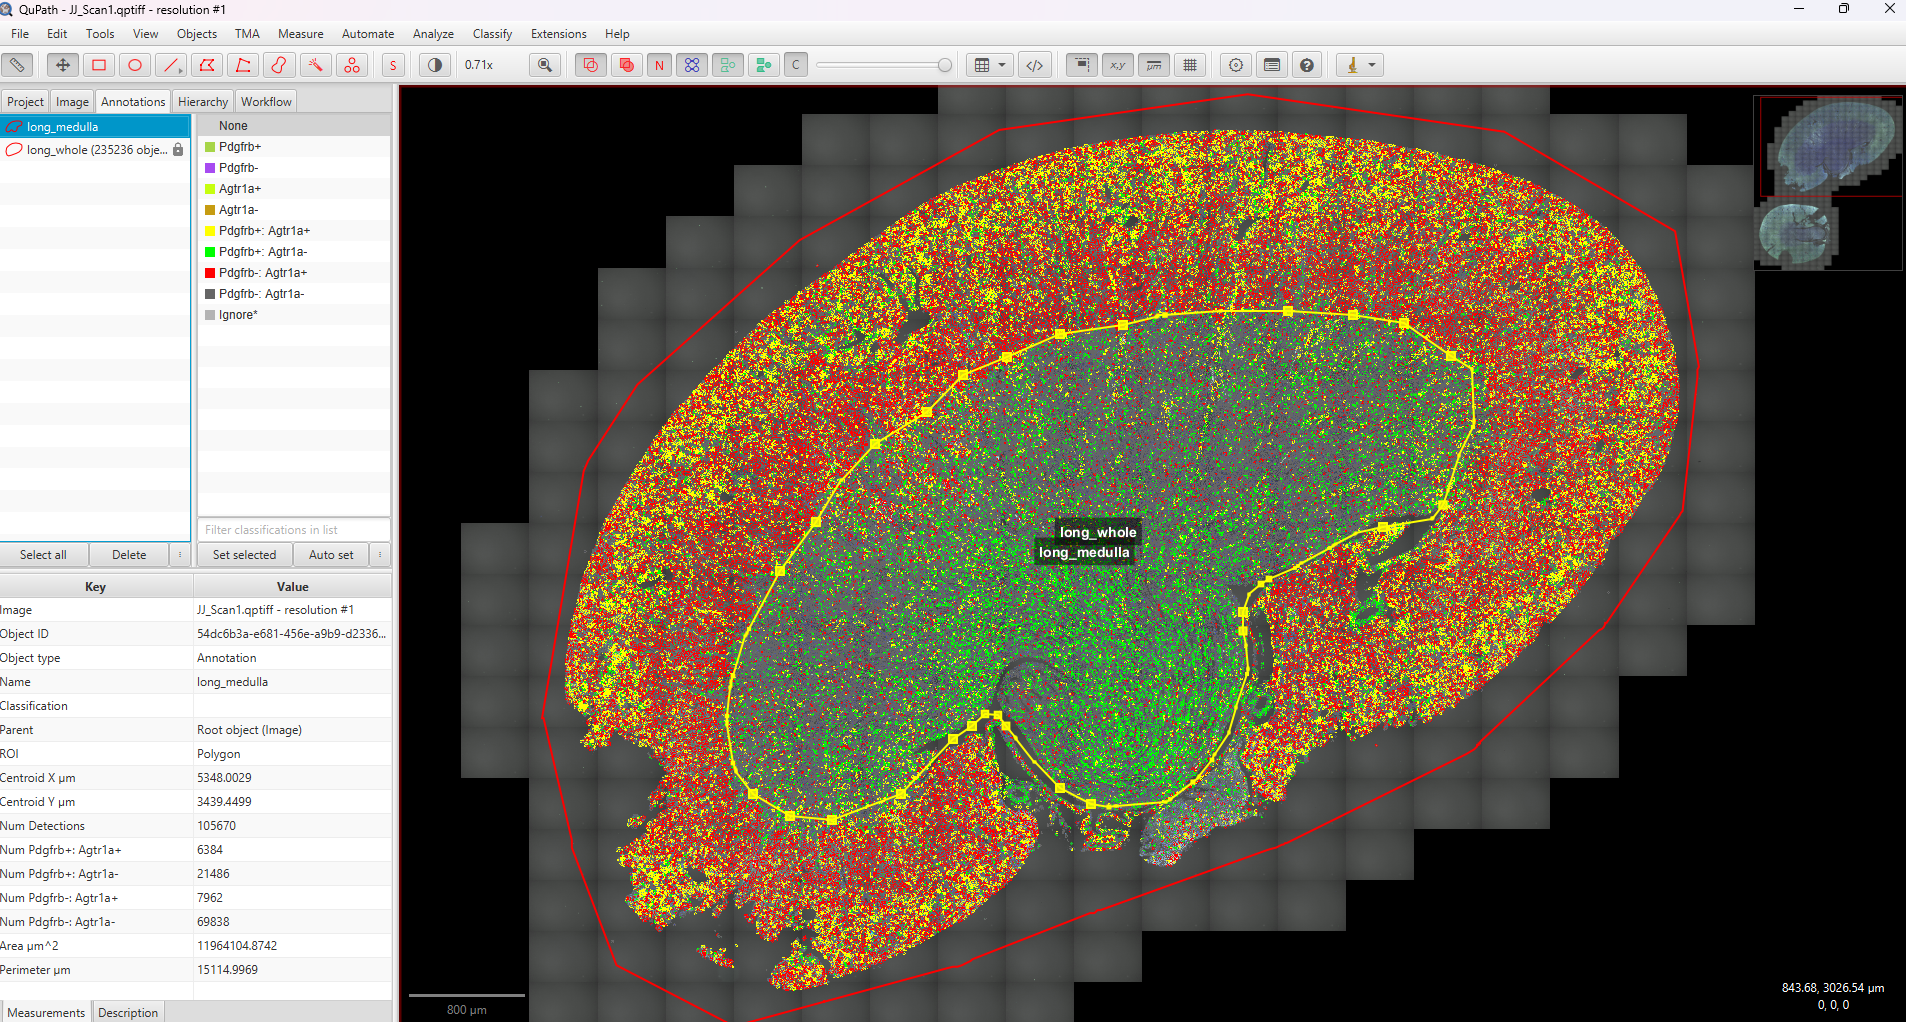 QuPath - JJ_Scan1.qptiff - resolution #1
File Edit Tools View Objects TMA Measure Automate Analyze Classify Extensions Help
S 0.71x N C x,y μm
Project Image Annotations Hierarchy Workflow
long_medulla
long_whole (235236 obje...
None
Pdgfrb+
Pdgfrb-
Agtr1a+
Agtr1a-
Pdgfrb+: Agtr1a+
Pdgfrb+: Agtr1a-
Pdgfrb-: Agtr1a+
Pdgfrb-: Agtr1a-
Ignore*
Filter classifications in list
Select all Delete Set selected Auto set
Key Value
Image JJ_Scan1.qptiff - resolution #1
Object ID 54dc6b3a-e681-456e-a9b9-d2336...
Object type Annotation
Name long_medulla
Classification
Parent Root object (Image)
ROI Polygon
Centroid X μm 5348.0029
Centroid Y μm 3439.4499
Num Detections 105670
Num Pdgfrb+: Agtr1a+ 6384
Num Pdgfrb+: Agtr1a- 21486
Num Pdgfrb-: Agtr1a+ 7962
Num Pdgfrb-: Agtr1a- 69838
Area μm^2 11964104.8742
Perimeter μm 15114.9969
Measurements Description
long_whole
long_medulla
800 μm
843.68, 3026.54 μm
0, 0, 0